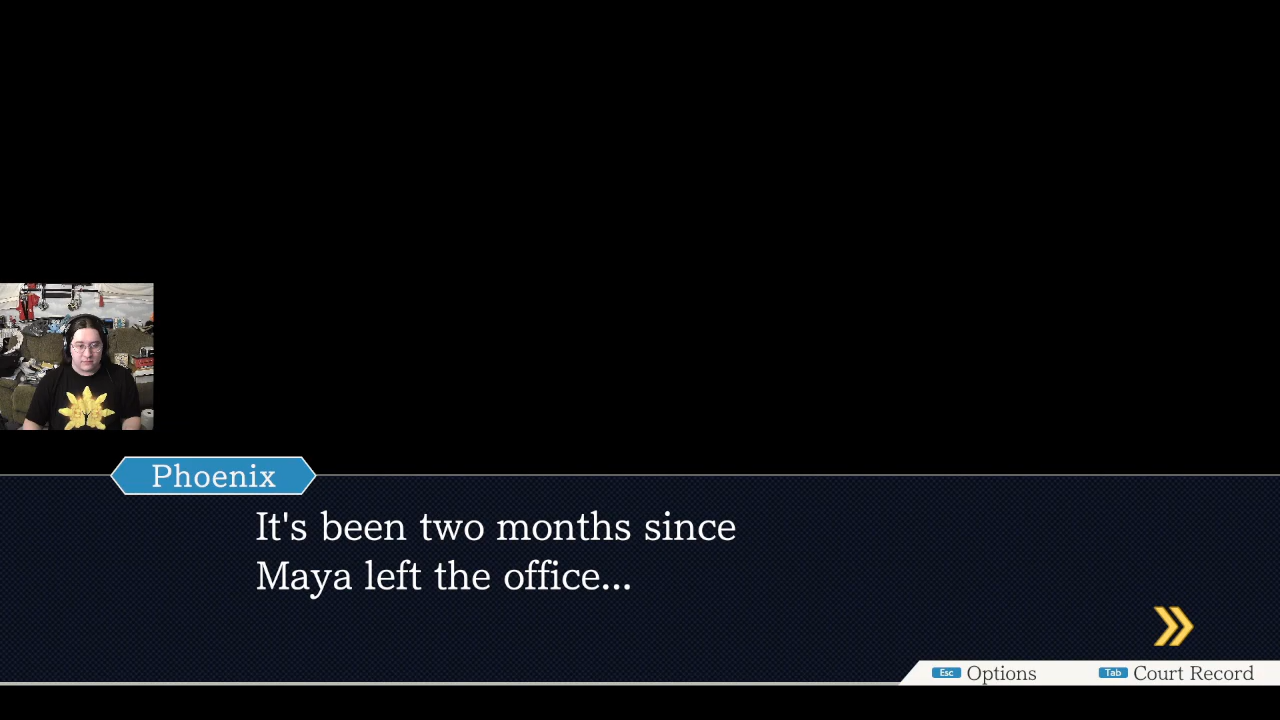 Phoenix
It's been two months since
Maya left the office...
Esc Options Tab Court Record